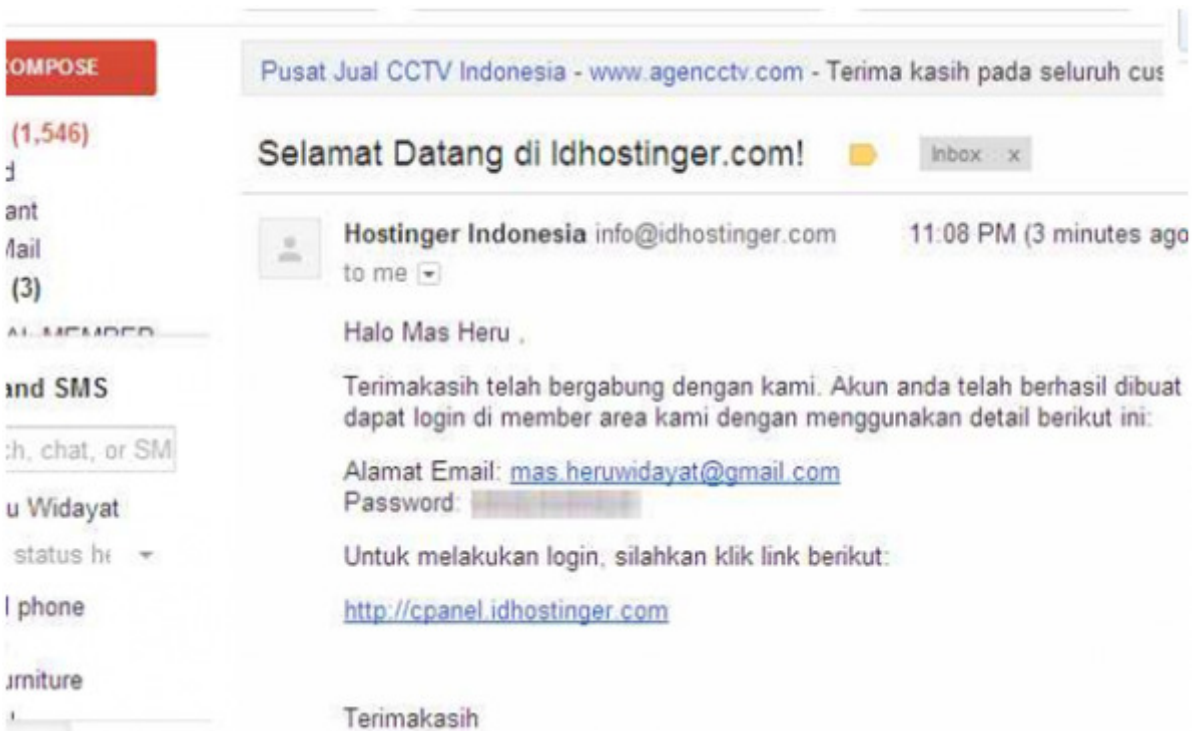 COMPOSE
Pusat Jual CCTV Indonesia - www.agencctv.com - Terima kasih pada seluruh cus
(1,546)
Selamat Datang di Idhostinger.com!
Inbox x
ant
Mail
(3)
Hostinger Indonesia info@idhostinger.com 11:08 PM (3 minutes ago
to me
Halo Mas Heru ,
MEMBER
and SMS
Terimakasih telah bergabung dengan kami. Akun anda telah berhasil dibuat
dapat login di member area kami dengan menggunakan detail berikut ini:
ch, chat, or SM
Alamat Email: mas.heruwidayat@gmail.com
Password:
u Widayat
status he
Untuk melakukan login, silahkan klik link berikut:
l phone
http://cpanel.idhostinger.com
urniture
Terimakasih